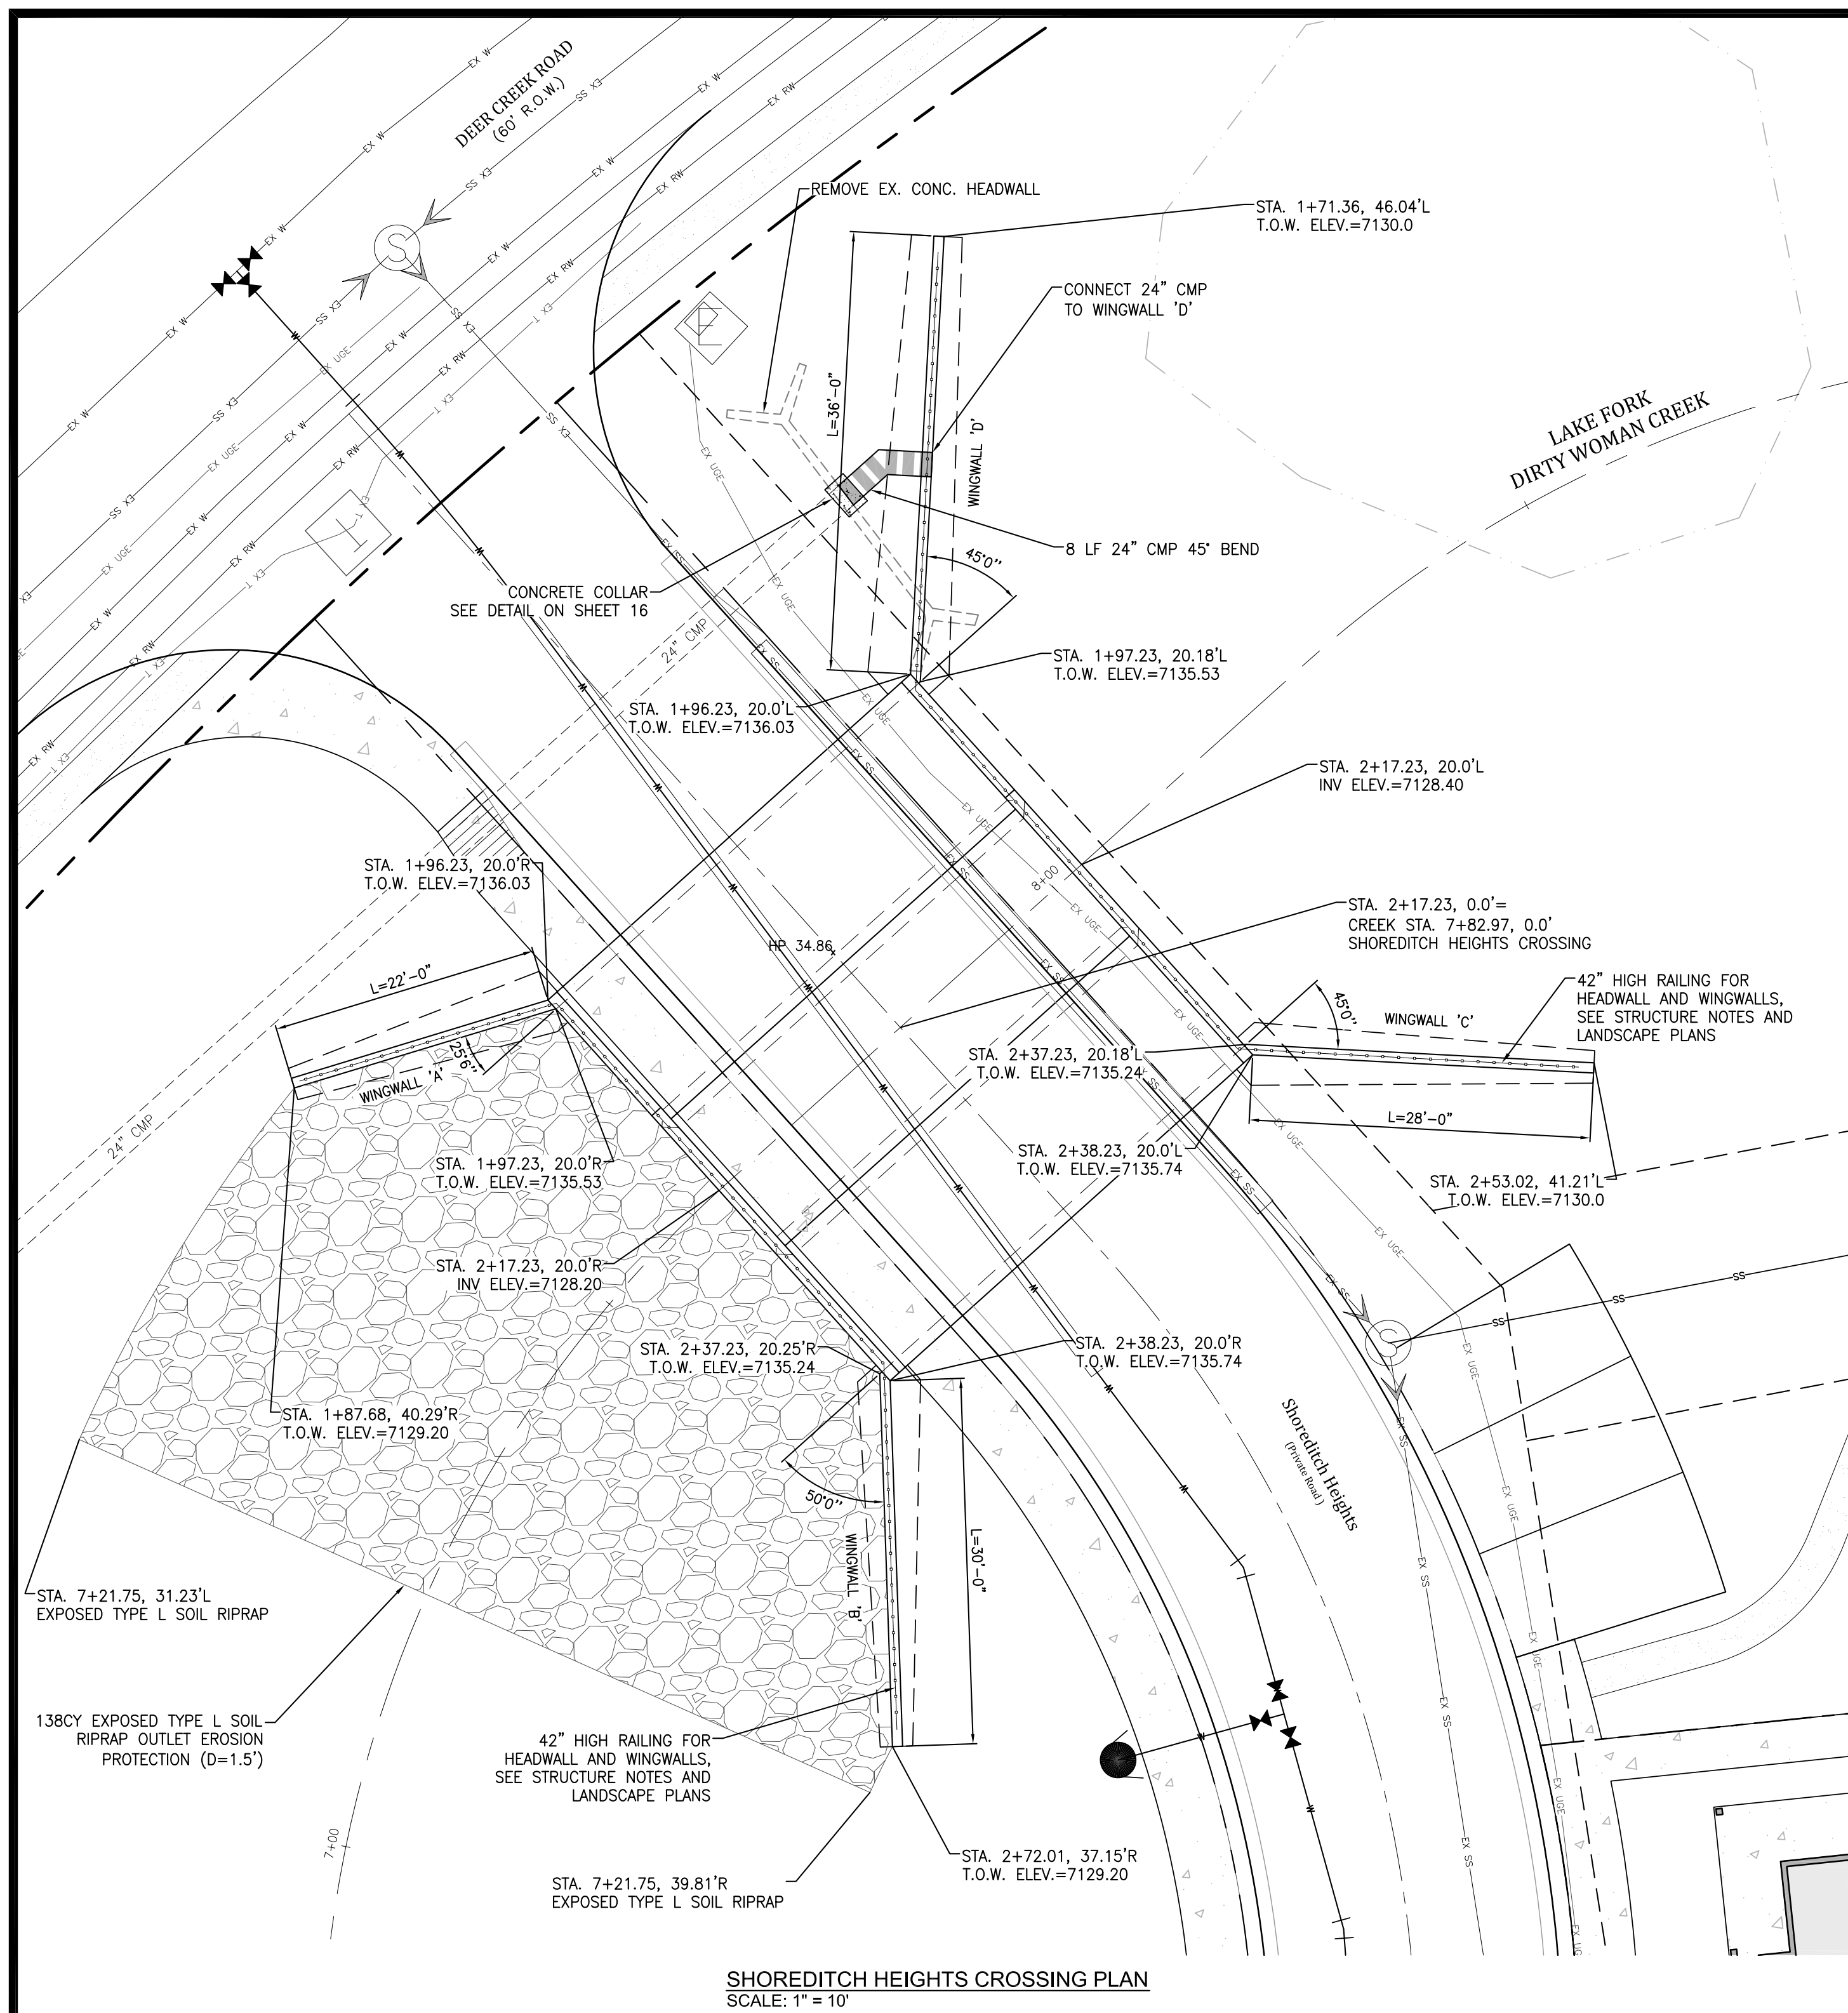 DEER CREEK ROAD
(60' R.O.W.)
REMOVE EX. CONC. HEADWALL
STA. 1+71.36, 46.04'L
T.O.W. ELEV.=7130.0
CONNECT 24" CMP
TO WINGWALL 'D'
L=36'-0"
WINGWALL 'D'
LAKE FORK
DIRTY WOMAN CREEK
8 LF 24" CMP 45° BEND
45°0"
CONCRETE COLLAR
SEE DETAIL ON SHEET 16
24" CMP
STA. 1+97.23, 20.18'L
T.O.W. ELEV.=7135.53
STA. 1+96.23, 20.0'L
T.O.W. ELEV.=7136.03
STA. 2+17.23, 20.0'L
INV ELEV.=7128.40
STA. 1+96.23, 20.0'R
T.O.W. ELEV.=7136.03
8+00
STA. 2+17.23, 0.0'=
CREEK STA. 7+82.97, 0.0'
SHOREDITCH HEIGHTS CROSSING
HP 34.86
L=22'-0"
42" HIGH RAILING FOR
HEADWALL AND WINGWALLS,
SEE STRUCTURE NOTES AND
LANDSCAPE PLANS
45°0"
WINGWALL 'C'
25°6"
WINGWALL 'A'
STA. 2+37.23, 20.18'L
T.O.W. ELEV.=7135.24
L=28'-0"
24" CMP
STA. 1+97.23, 20.0'R
T.O.W. ELEV.=7135.53
STA. 2+38.23, 20.0'L
T.O.W. ELEV.=7135.74
STA. 2+53.02, 41.21'L
T.O.W. ELEV.=7130.0
STA. 2+17.23, 20.0'R
INV ELEV.=7128.20
STA. 2+37.23, 20.25'R
T.O.W. ELEV.=7135.24
STA. 2+38.23, 20.0'R
T.O.W. ELEV.=7135.74
STA. 1+87.68, 40.29'R
T.O.W. ELEV.=7129.20
Shoreditch Heights
(Private Road)
50°0"
WINGWALL 'B'
L=30'-0"
STA. 7+21.75, 31.23'L
EXPOSED TYPE L SOIL RIPRAP
138CY EXPOSED TYPE L SOIL
RIPRAP OUTLET EROSION
PROTECTION (D=1.5')
42" HIGH RAILING FOR
HEADWALL AND WINGWALLS,
SEE STRUCTURE NOTES AND
LANDSCAPE PLANS
7+00
STA. 2+72.01, 37.15'R
T.O.W. ELEV.=7129.20
STA. 7+21.75, 39.81'R
EXPOSED TYPE L SOIL RIPRAP
EX W
EX SS
EX UGE
EX RW
EX T
SS
W
S
E
T
SHOREDITCH HEIGHTS CROSSING PLAN
SCALE: 1" = 10'